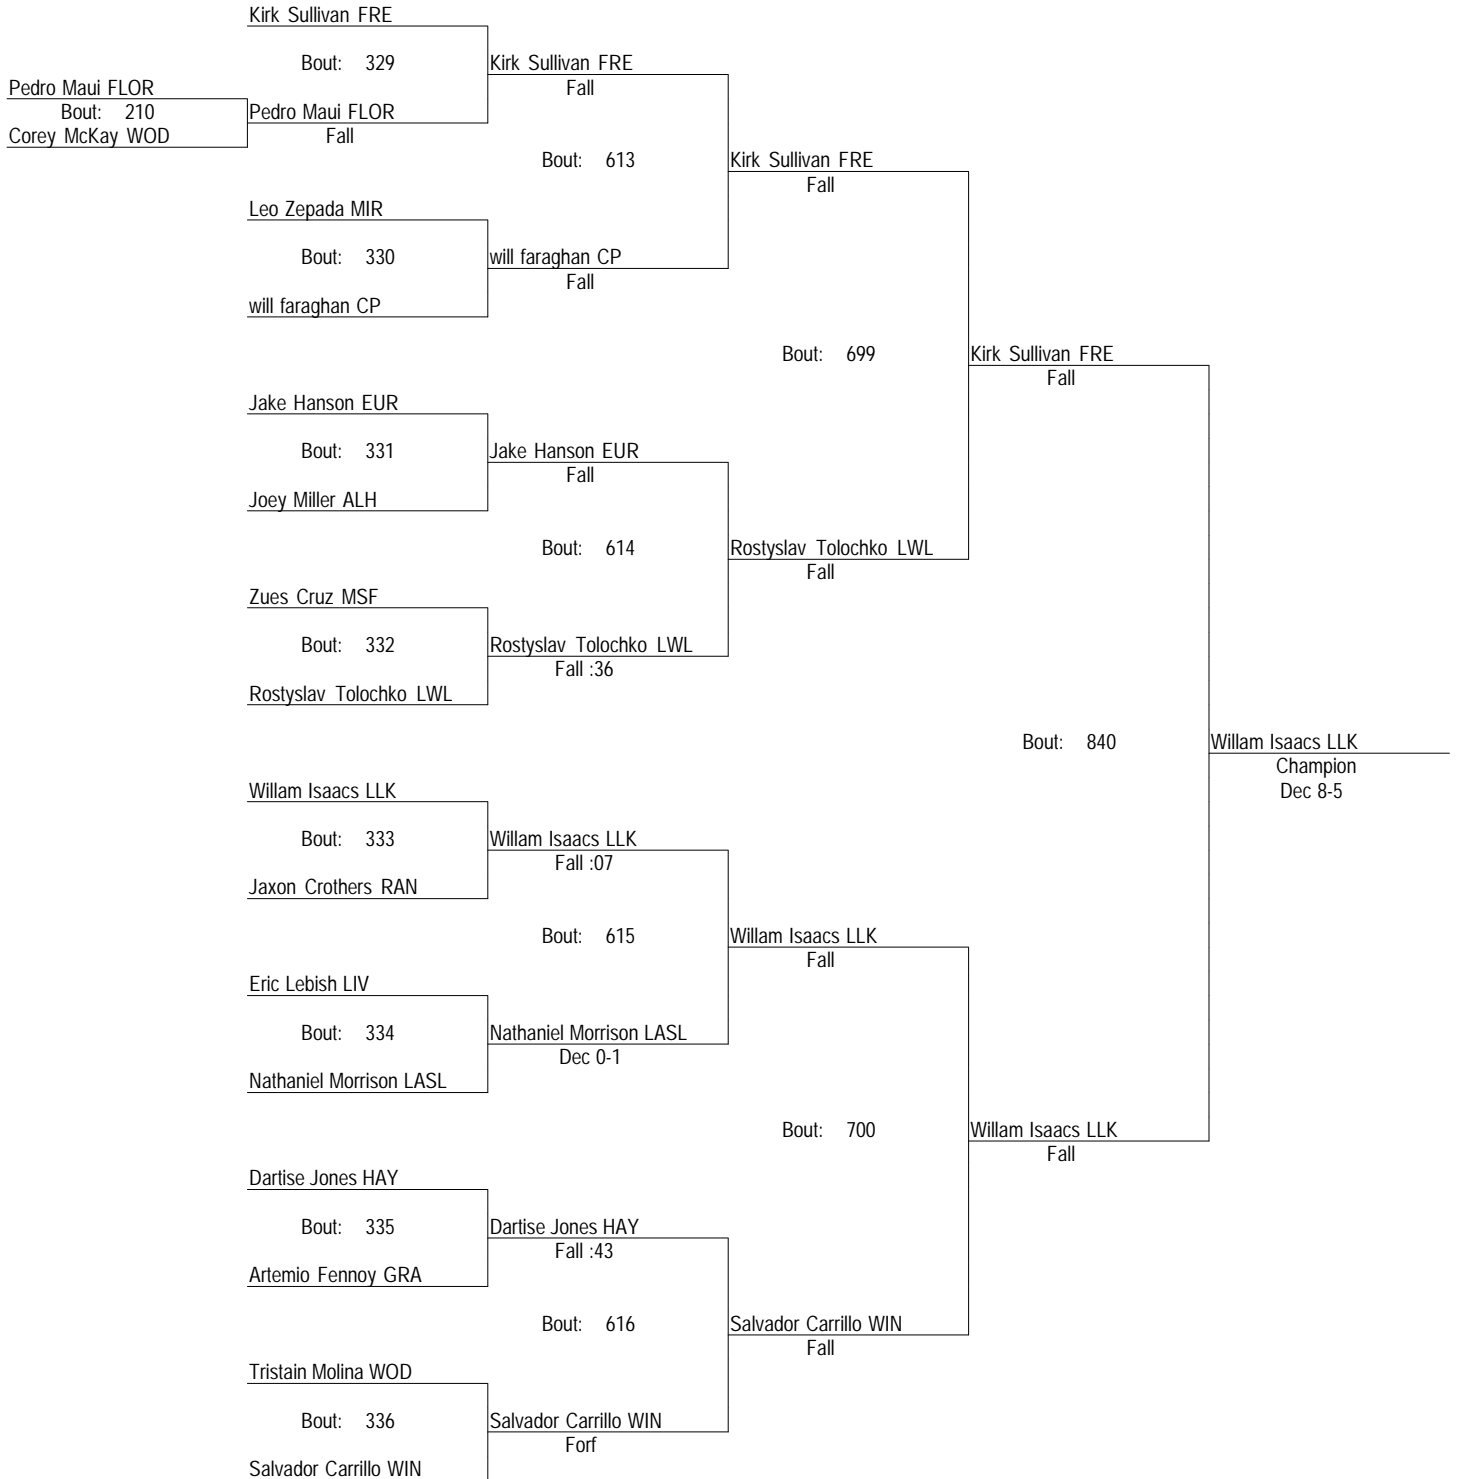 Kirk Sullivan FRE
Bout: 329
Kirk Sullivan FRE
Fall
Pedro Maui FLOR
Bout: 210
Corey McKay WOD
Pedro Maui FLOR
Fall
Bout: 613
Kirk Sullivan FRE
Fall
Leo Zepada MIR
Bout: 330
will faraghan CP
Fall
will faraghan CP
Bout: 699
Kirk Sullivan FRE
Fall
Jake Hanson EUR
Bout: 331
Jake Hanson EUR
Fall
Joey Miller ALH
Bout: 614
Rostyslav Tolochko LWL
Fall
Zues Cruz MSF
Bout: 332
Rostyslav Tolochko LWL
Fall :36
Rostyslav Tolochko LWL
Bout: 840
Willam Isaacs LLK
Champion
Dec 8-5
Willam Isaacs LLK
Bout: 333
Willam Isaacs LLK
Fall :07
Jaxon Crothers RAN
Bout: 615
Willam Isaacs LLK
Fall
Eric Lebish LIV
Bout: 334
Nathaniel Morrison LASL
Dec 0-1
Nathaniel Morrison LASL
Bout: 700
Willam Isaacs LLK
Fall
Dartise Jones HAY
Bout: 335
Dartise Jones HAY
Fall :43
Artemio Fennoy GRA
Bout: 616
Salvador Carrillo WIN
Fall
Tristain Molina WOD
Bout: 336
Salvador Carrillo WIN
Forf
Salvador Carrillo WIN